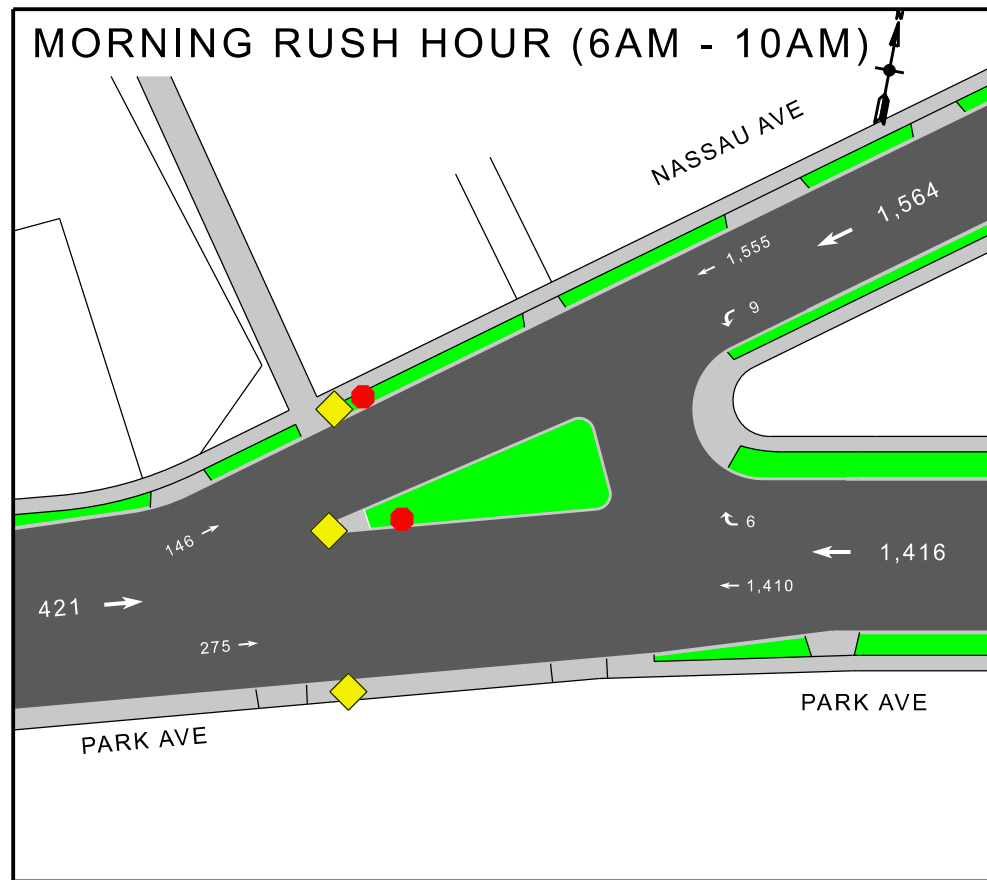 MORNING RUSH HOUR (6AM - 10AM)
N
NASSAU AVE
1,564
1,555
9
146
6
1,416
421
1,410
275
PARK AVE
PARK AVE